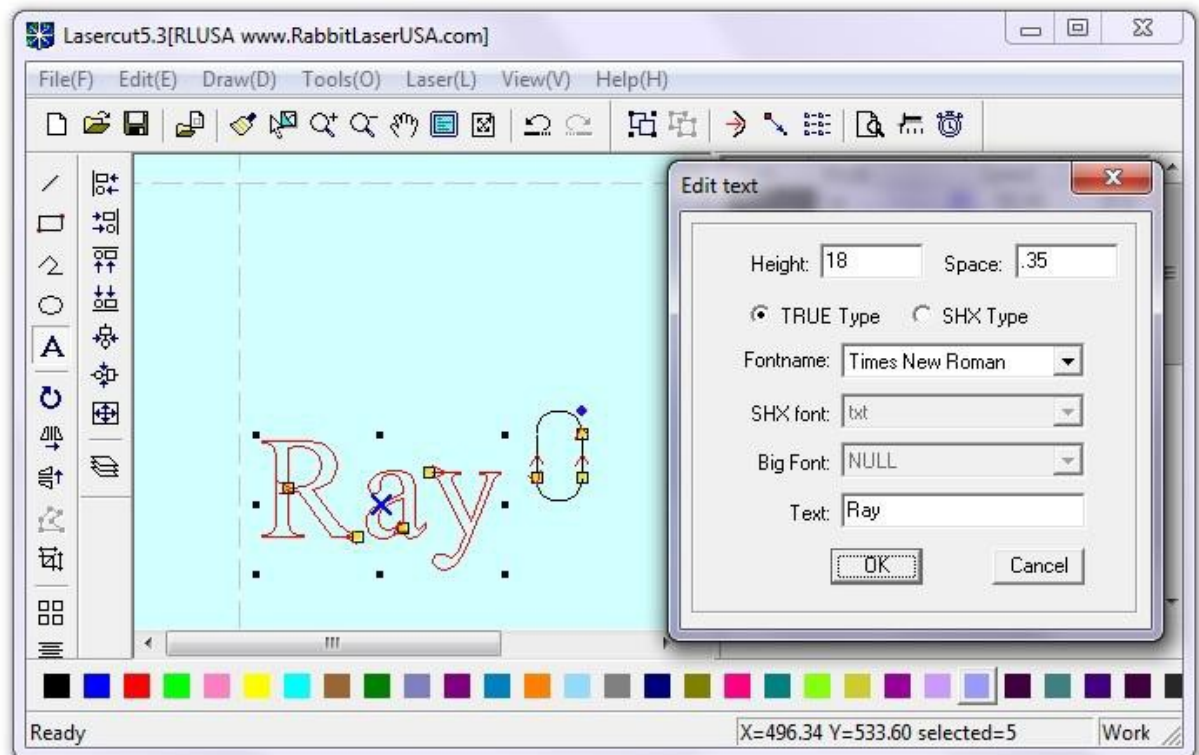 Lasercut5.3[RLUSA www.RabbitLaserUSA.com]
File(F) Edit(E) Draw(D) Tools(O) Laser(L) View(V) Help(H)
Edit text
Height: 18 Space: .35
TRUE Type SHX Type
Fontname: Times New Roman
SHX font: txt
Big Font: NULL
Text: Ray
OK Cancel
A
Ray 0
Ready X=496.34 Y=533.60 selected=5 Work